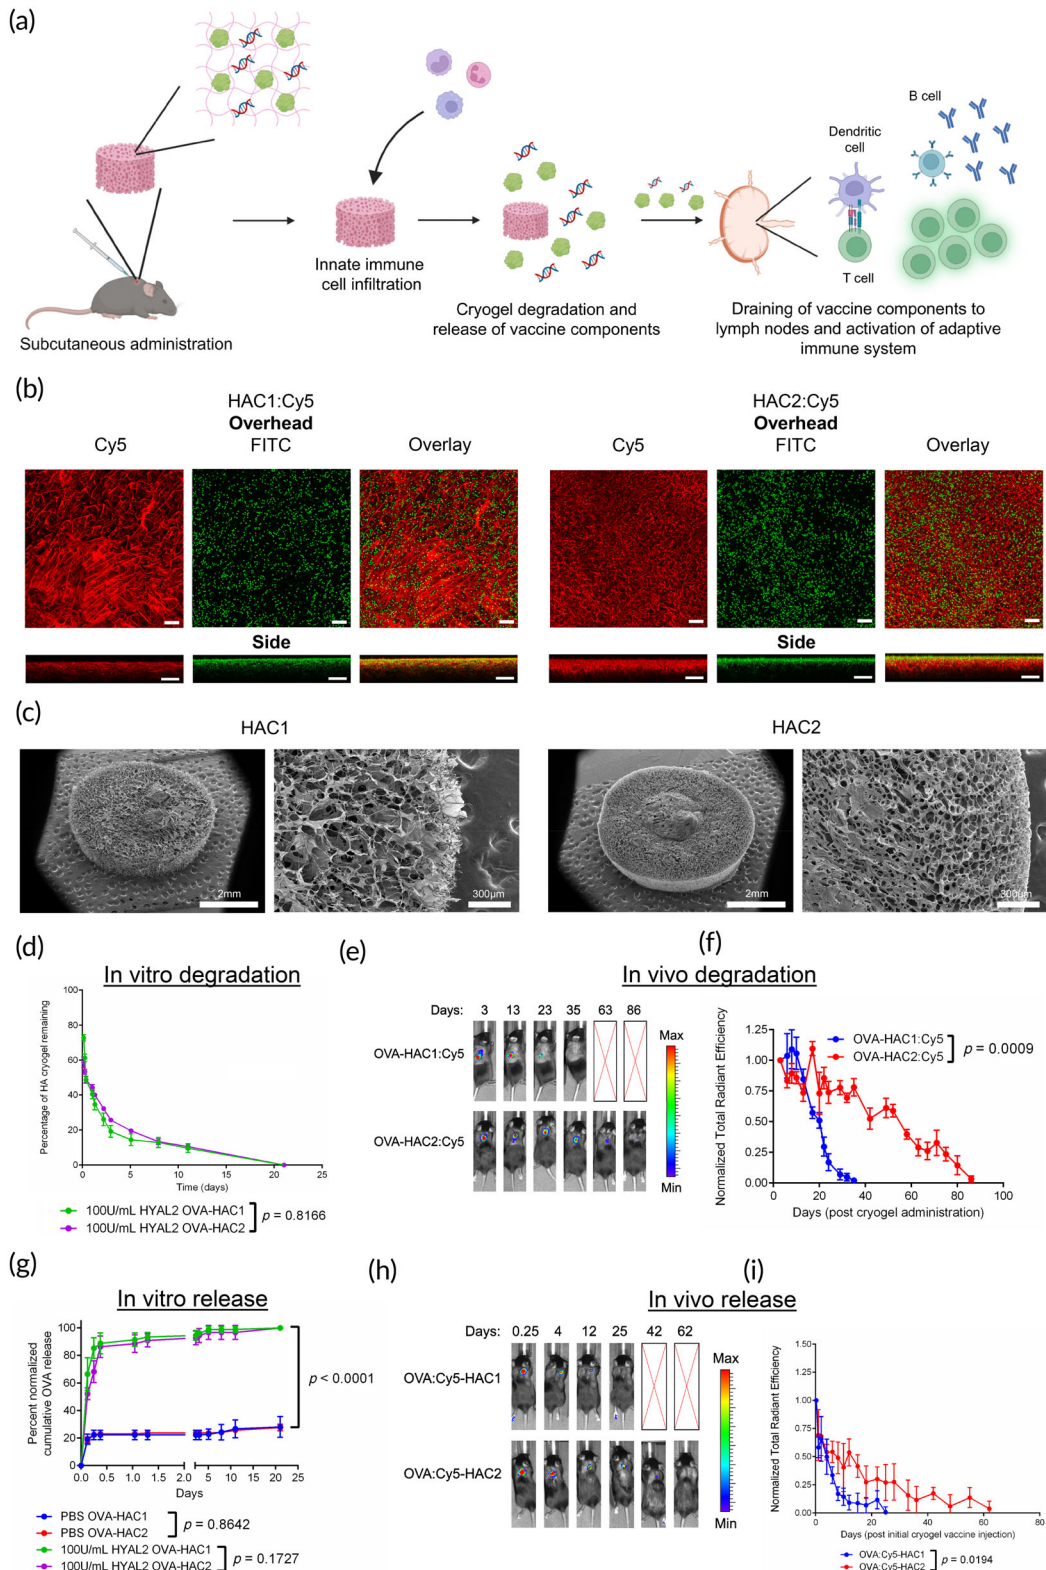 (a)
B cell
Dendritic
cell
T cell
Innate immune
cell infiltration
Cryogel degradation and
release of vaccine components
Draining of vaccine components to
lymph nodes and activation of adaptive
immune system
Subcutaneous administration
(b)
HAC1:Cy5
Overhead
Cy5 FITC Overlay
Side
HAC2:Cy5
Overhead
Cy5 FITC Overlay
Side
(c)
HAC1
2mm
300µm
HAC2
2mm
300µm
(d)
In vitro degradation
Percentage of HA cryogel remaining
100
80
60
40
20
0
0 5 10 15 20 25
Time (days)
100U/mL HYAL2 OVA-HAC1
100U/mL HYAL2 OVA-HAC2
p = 0.8166
(e)
In vivo degradation
Days: 3 13 23 35 63 86
OVA-HAC1:Cy5
OVA-HAC2:Cy5
Max
Min
(f)
Normalized Total Radiant Efficiency
1.25
1.00
0.75
0.50
0.25
0.00
0 20 40 60 80 100
Days (post cryogel administration)
OVA-HAC1:Cy5
OVA-HAC2:Cy5
p = 0.0009
(g)
In vitro release
Percent normalized
cumulative OVA release
100
80
60
40
20
0
0.0 0.5 1.0 1.5 2.0 5 10 15 20 25
Days
p < 0.0001
PBS OVA-HAC1
PBS OVA-HAC2
p = 0.8642
100U/mL HYAL2 OVA-HAC1
100U/mL HYAL2 OVA-HAC2
p = 0.1727
(h)
In vivo release
Days: 0.25 4 12 25 42 62
OVA:Cy5-HAC1
OVA:Cy5-HAC2
Max
Min
(i)
Normalized Total Radiant Efficiency
1.25
1.00
0.75
0.50
0.25
0.00
0 20 40 60 80
Days (post initial cryogel vaccine injection)
OVA:Cy5-HAC1
OVA:Cy5-HAC2
p = 0.0194